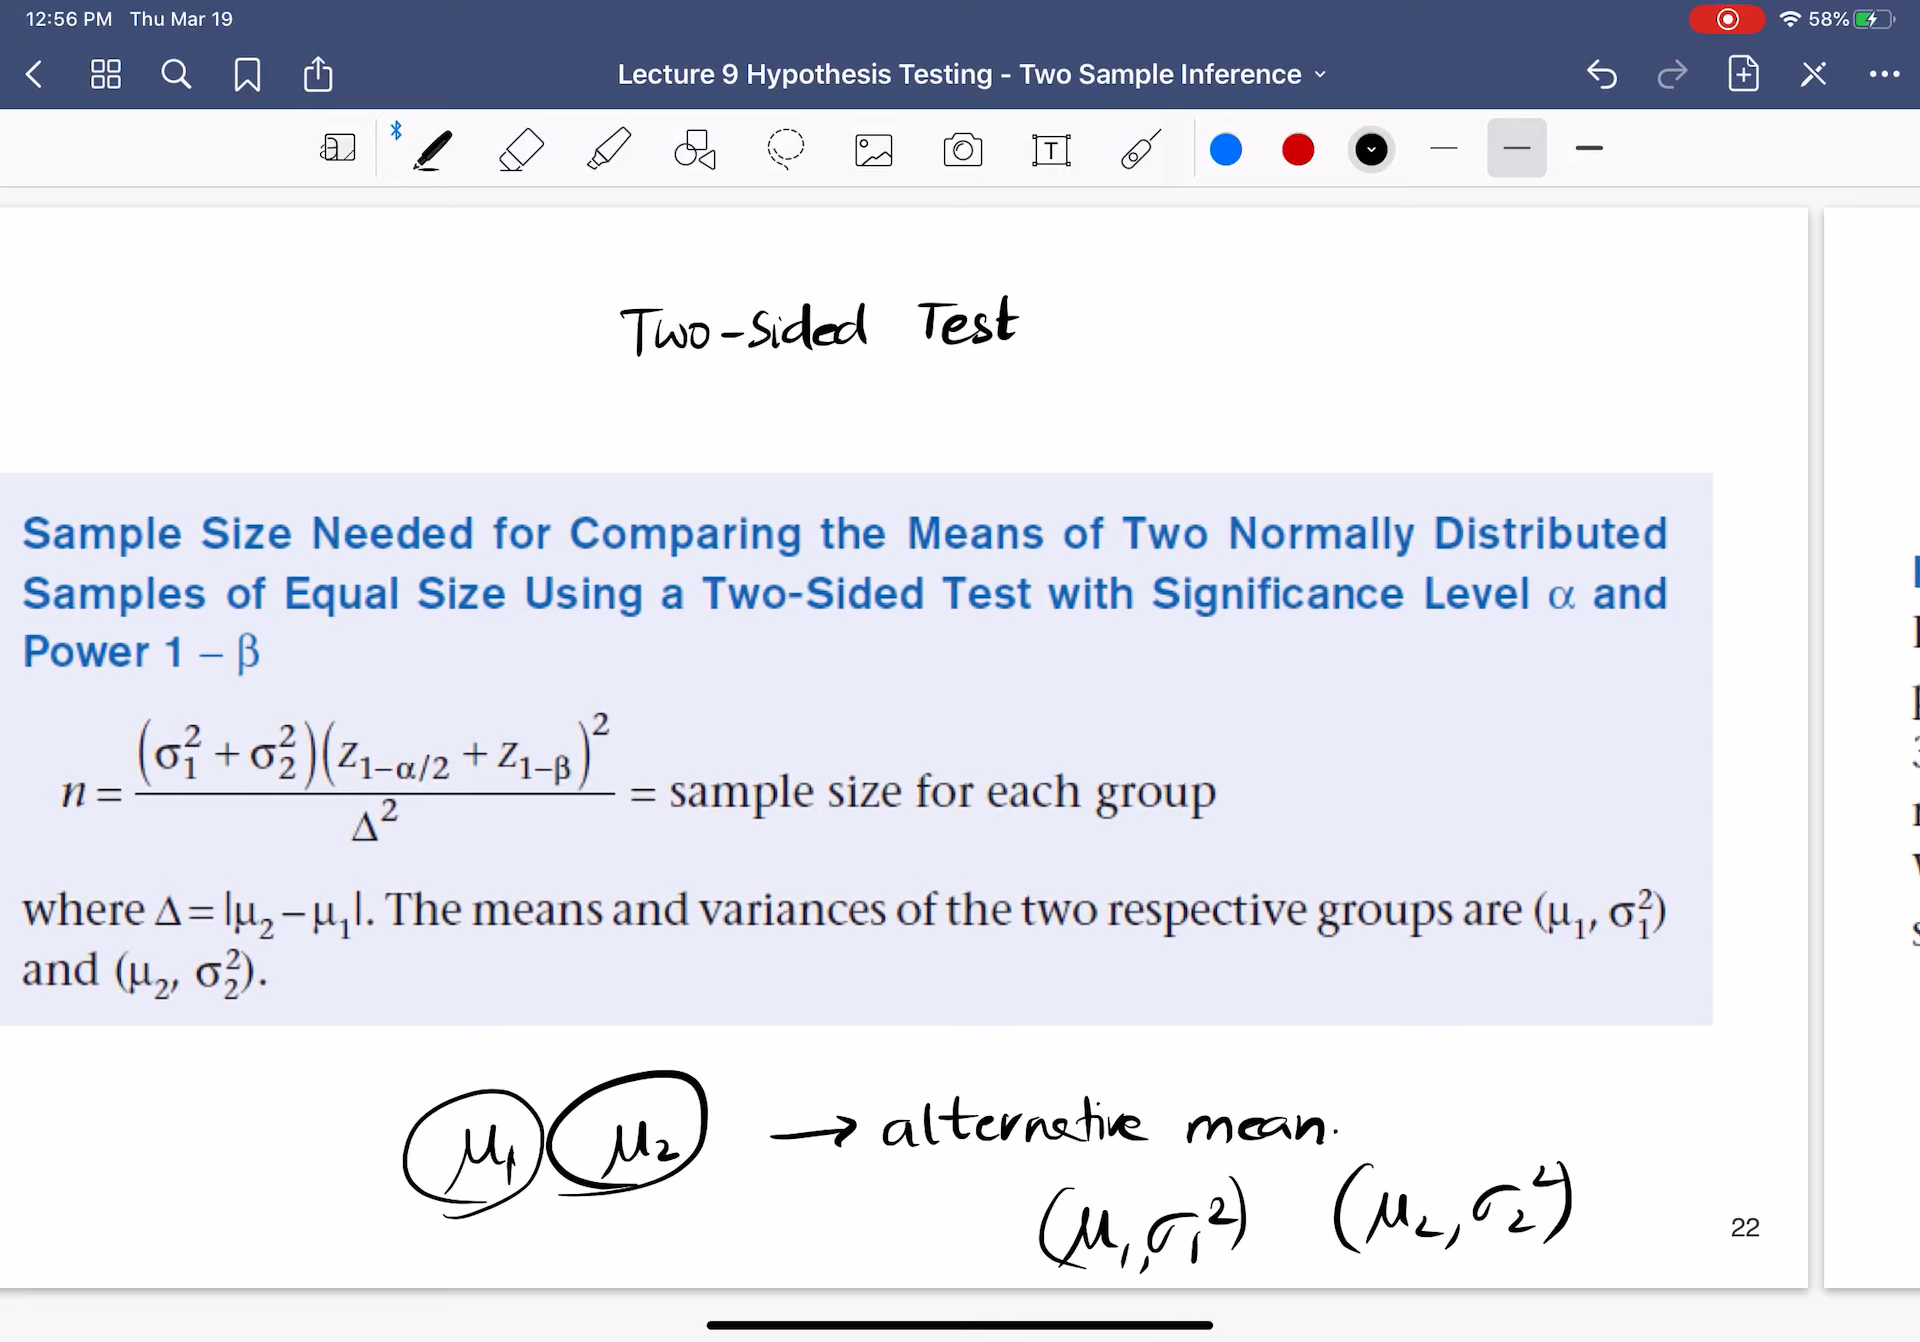 12:56 PM Thu Mar 19
58%
Lecture 9 Hypothesis Testing - Two Sample Inference
Two-Sided Test
Sample Size Needed for Comparing the Means of Two Normally Distributed
Samples of Equal Size Using a Two-Sided Test with Significance Level α and
Power 1 – β
n = (σ₁² + σ₂²)(z₁₋α/₂ + z₁₋β)² / Δ² = sample size for each group
where Δ = |μ₂ – μ₁|. The means and variances of the two respective groups are (μ₁, σ₁²)
and (μ₂, σ₂²).
μ₁ μ₂ → alternative mean.
(μ₁, σ₁²) (μ₂, σ₂²)
22